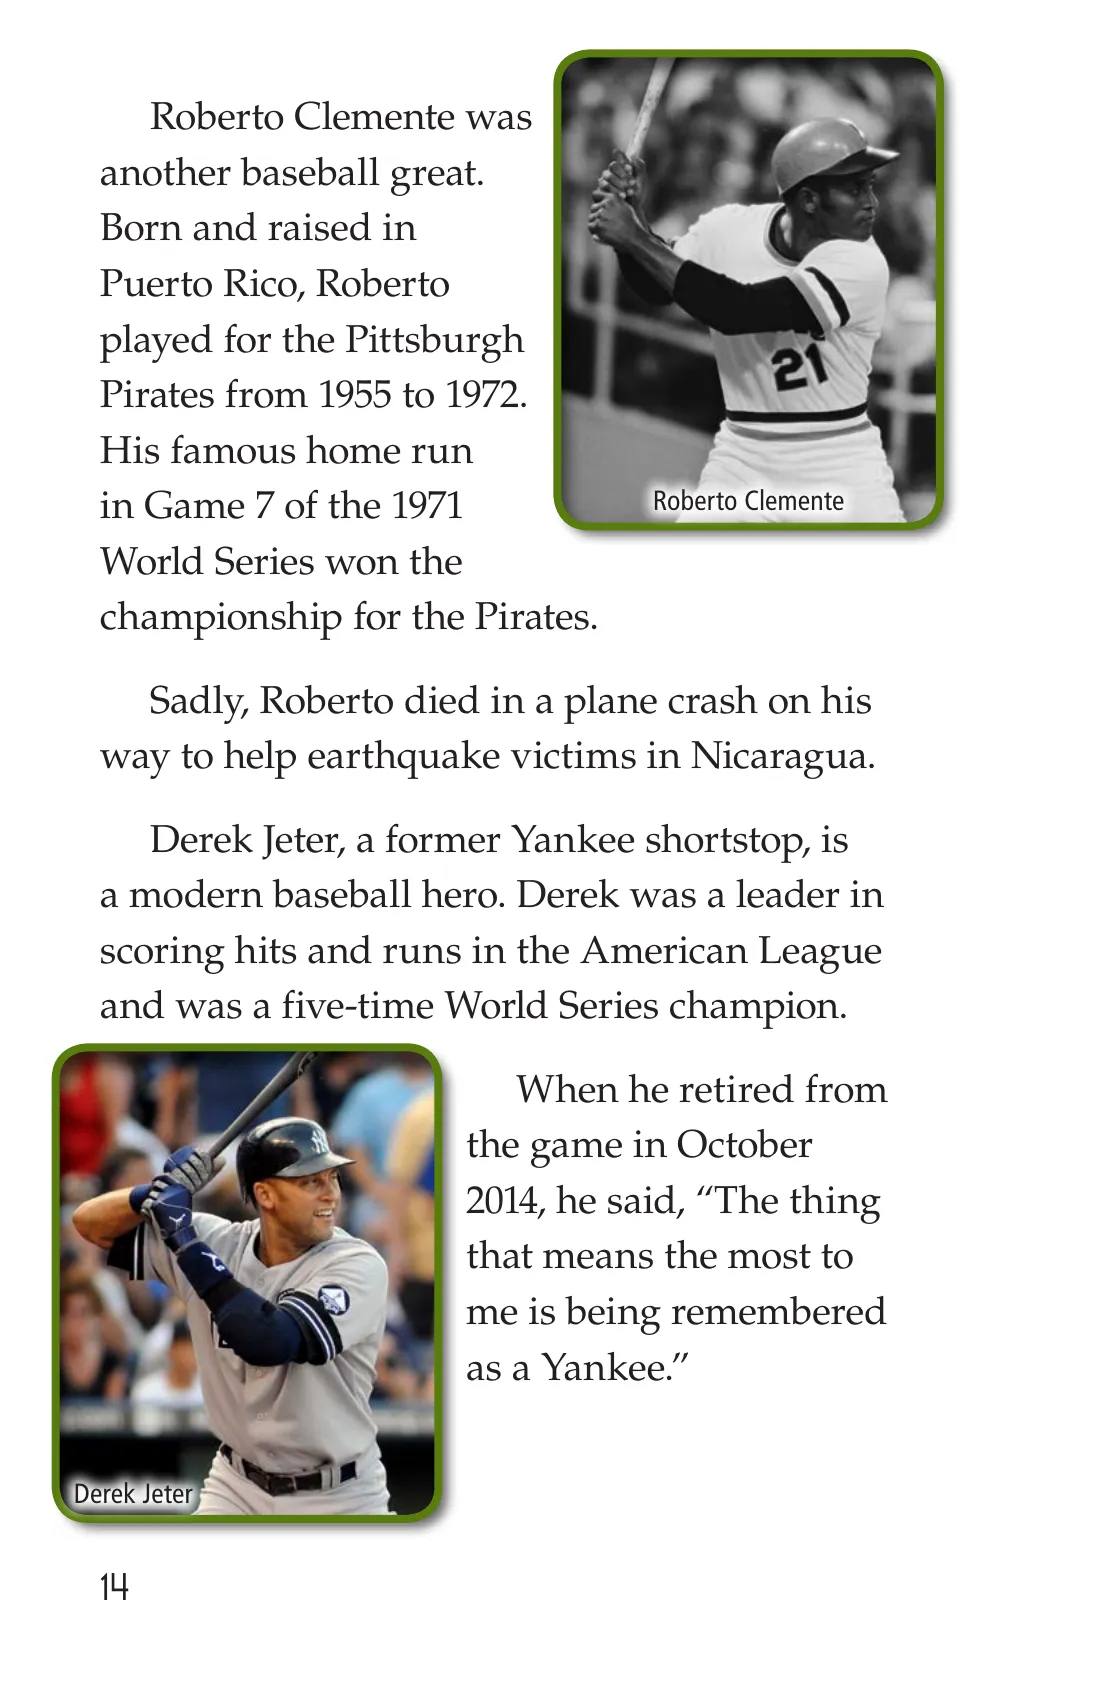 Roberto Clemente was
another baseball great.
Born and raised in
Puerto Rico, Roberto
played for the Pittsburgh
Pirates from 1955 to 1972.
His famous home run
in Game 7 of the 1971
World Series won the
championship for the Pirates.
21
Roberto Clemente
Sadly, Roberto died in a plane crash on his
way to help earthquake victims in Nicaragua.
Derek Jeter, a former Yankee shortstop, is
a modern baseball hero. Derek was a leader in
scoring hits and runs in the American League
and was a five-time World Series champion.
When he retired from
the game in October
2014, he said, “The thing
that means the most to
me is being remembered
as a Yankee.”
Derek Jeter
14